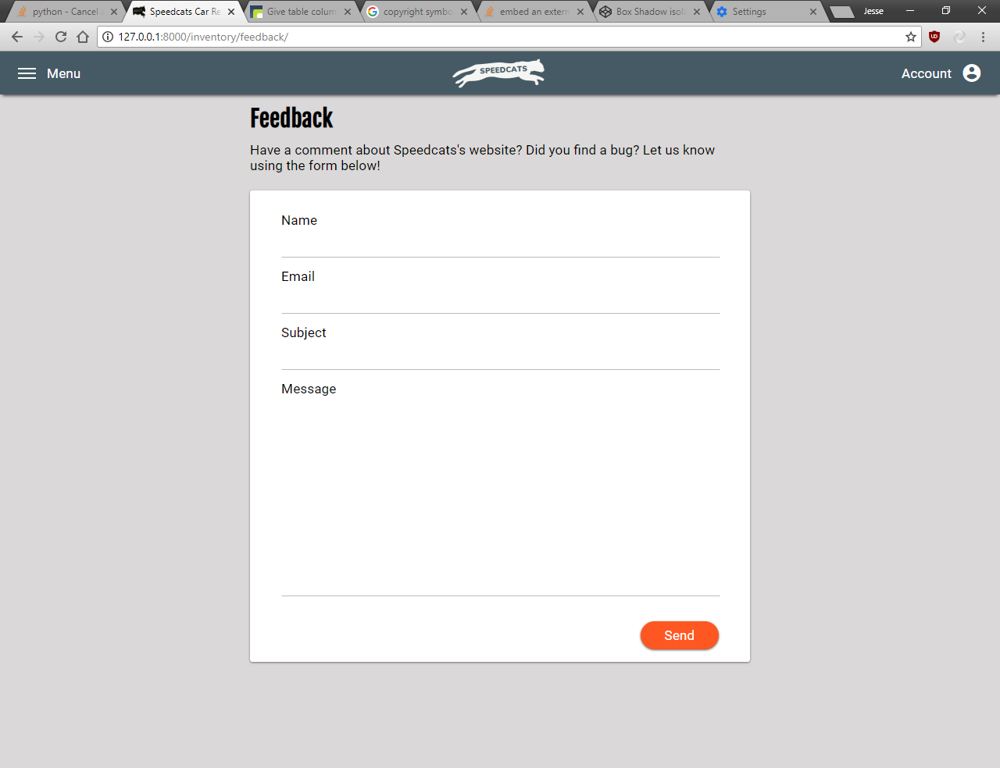 python - Cancel
Speedcats Car Re
Give table colum
copyright symbo
embed an extern
Box Shadow isol
Settings
Jesse
127.0.0.1:8000/inventory/feedback/
Menu
SPEEDCATS
Account
Feedback
Have a comment about Speedcats's website? Did you find a bug? Let us know
using the form below!
Name
Email
Subject
Message
Send